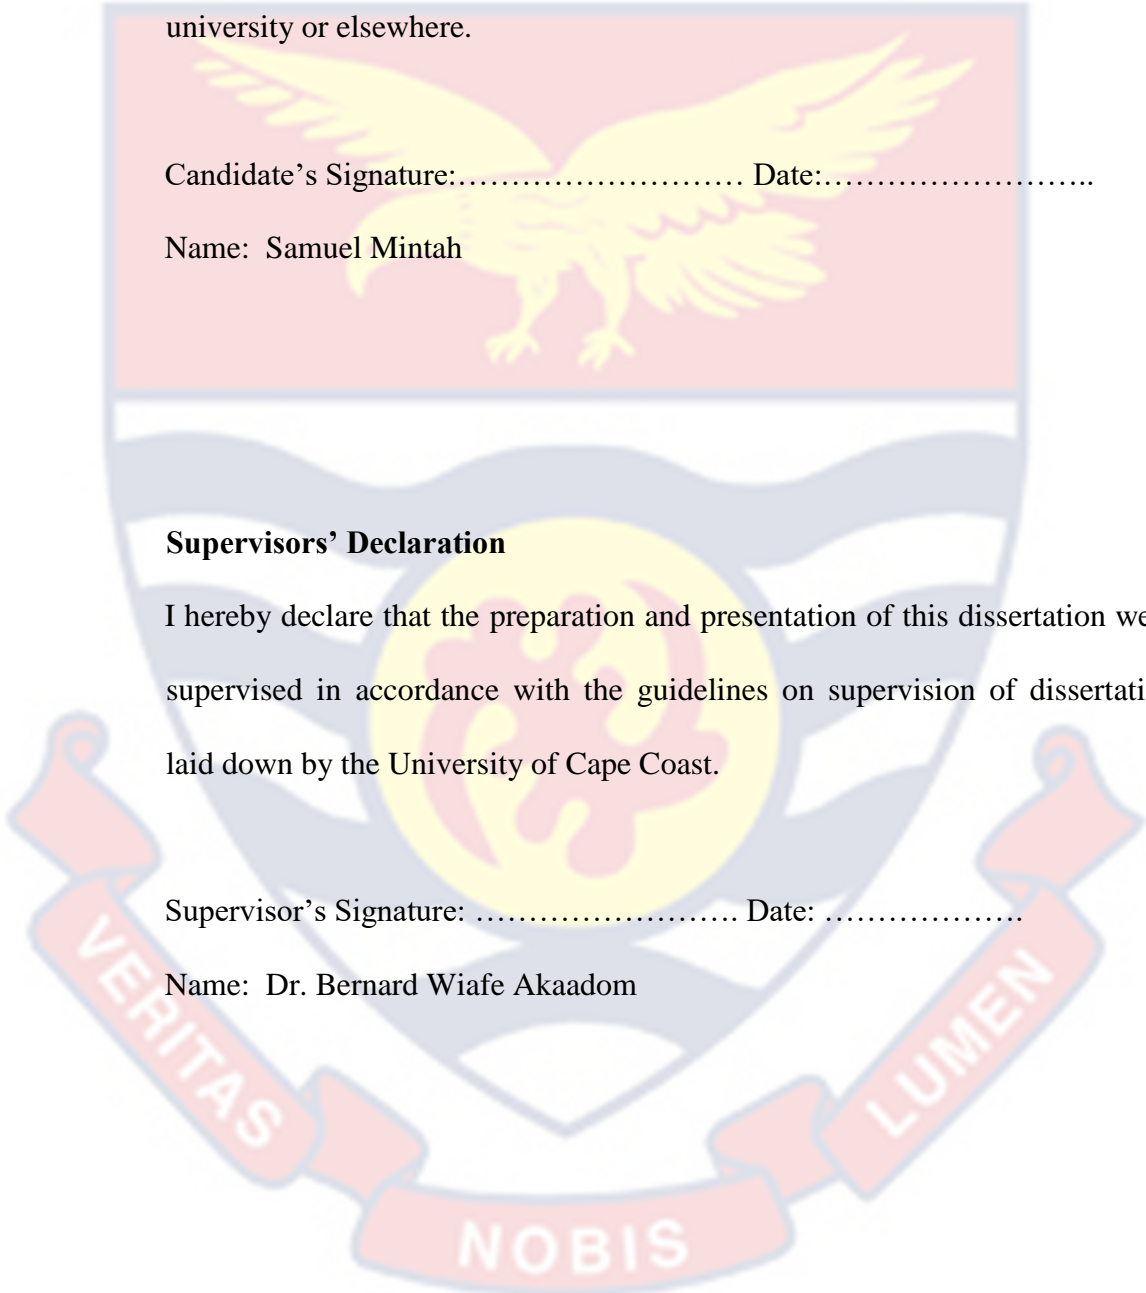 university or elsewhere.
Candidate’s Signature:……………………… Date:……………………..
Name: Samuel Mintah
Supervisors’ Declaration
I hereby declare that the preparation and presentation of this dissertation we
supervised in accordance with the guidelines on supervision of dissertati
laid down by the University of Cape Coast.
Supervisor’s Signature: ……………………. Date: ……………….
Name: Dr. Bernard Wiafe Akaadom
VERITAS
NOBIS
LUMEN